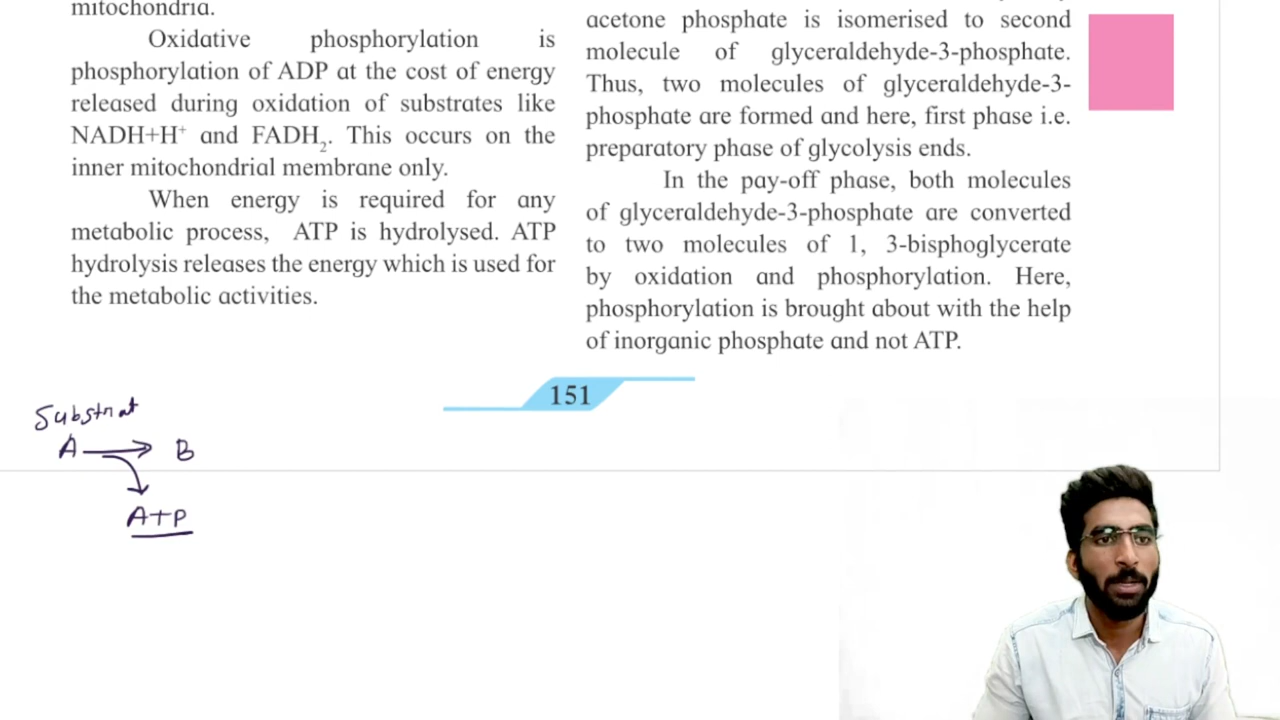 mitochondria.
Oxidative phosphorylation is
phosphorylation of ADP at the cost of energy
released during oxidation of substrates like
NADH+H⁺ and FADH₂. This occurs on the
inner mitochondrial membrane only.
When energy is required for any
metabolic process, ATP is hydrolysed. ATP
hydrolysis releases the energy which is used for
the metabolic activities.
acetone phosphate is isomerised to second
molecule of glyceraldehyde-3-phosphate.
Thus, two molecules of glyceraldehyde-3-
phosphate are formed and here, first phase i.e.
preparatory phase of glycolysis ends.
In the pay-off phase, both molecules
of glyceraldehyde-3-phosphate are converted
to two molecules of 1, 3-bisphoglycerate
by oxidation and phosphorylation. Here,
phosphorylation is brought about with the help
of inorganic phosphate and not ATP.
151
Substrat
A → B
ATP